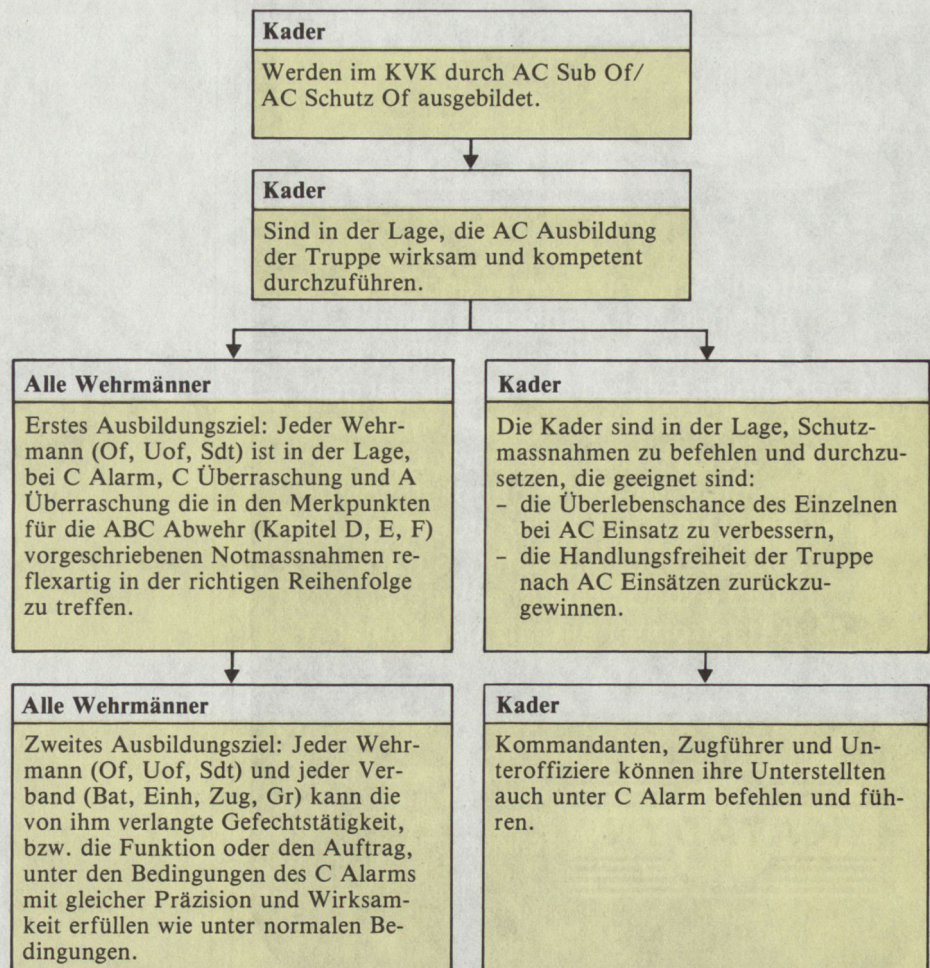 Kader
Werden im KVK durch AC Sub Of/
AC Schutz Of ausgebildet.
Kader
Sind in der Lage, die AC Ausbildung
der Truppe wirksam und kompetent
durchzuführen.
Alle Wehrmänner
Erstes Ausbildungsziel: Jeder Wehr-
mann (Of, Uof, Sdt) ist in der Lage,
bei C Alarm, C Überraschung und A
Überraschung die in den Merkpunkten
für die ABC Abwehr (Kapitel D, E, F)
vorgeschriebenen Notmassnahmen re-
flexartig in der richtigen Reihenfolge
zu treffen.
Kader
Die Kader sind in der Lage, Schutz-
massnahmen zu befehlen und durchzu-
setzen, die geeignet sind:
– die Überlebenschance des Einzelnen
bei AC Einsatz zu verbessern,
– die Handlungsfreiheit der Truppe
nach AC Einsätzen zurückzu-
gewinnen.
Alle Wehrmänner
Zweites Ausbildungsziel: Jeder Wehr-
mann (Of, Uof, Sdt) und jeder Ver-
band (Bat, Einh, Zug, Gr) kann die
von ihm verlangte Gefechtstätigkeit,
bzw. die Funktion oder den Auftrag,
unter den Bedingungen des C Alarms
mit gleicher Präzision und Wirksam-
keit erfüllen wie unter normalen Be-
dingungen.
Kader
Kommandanten, Zugführer und Un-
teroffiziere können ihre Unterstellten
auch unter C Alarm befehlen und füh-
ren.